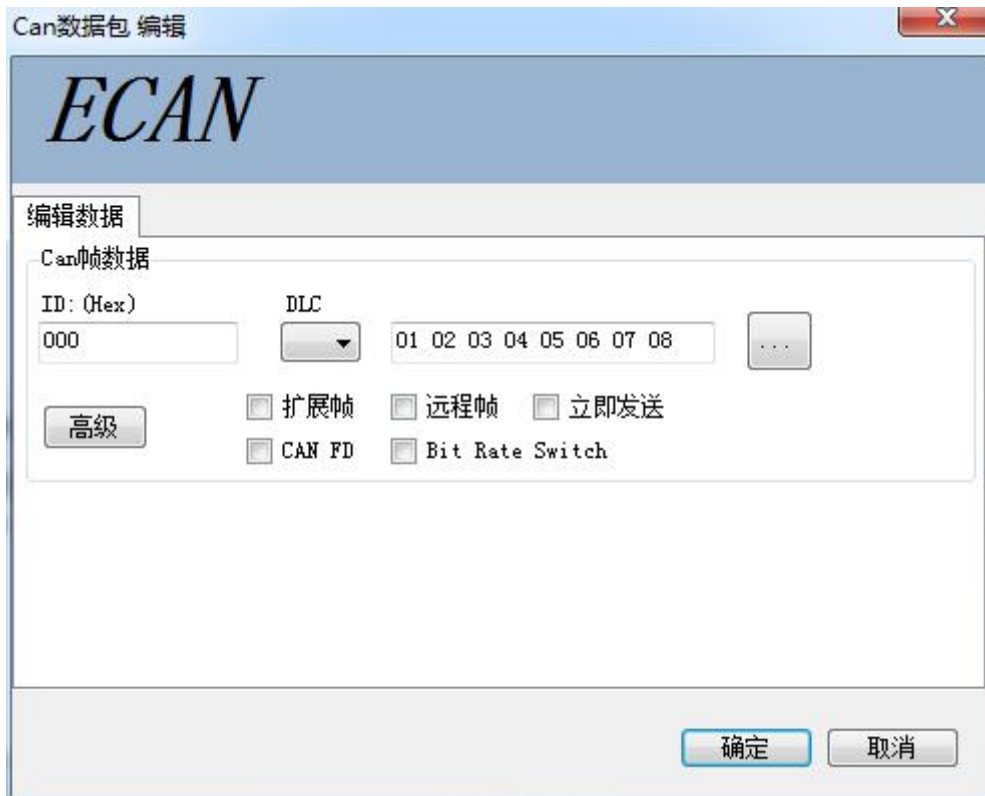 Can数据包 编辑
ECAN
编辑数据
Can帧数据
ID:(Hex) DLC
000 01 02 03 04 05 06 07 08 ...
高级 扩展帧 远程帧 立即发送
CAN FD Bit Rate Switch
确定 取消